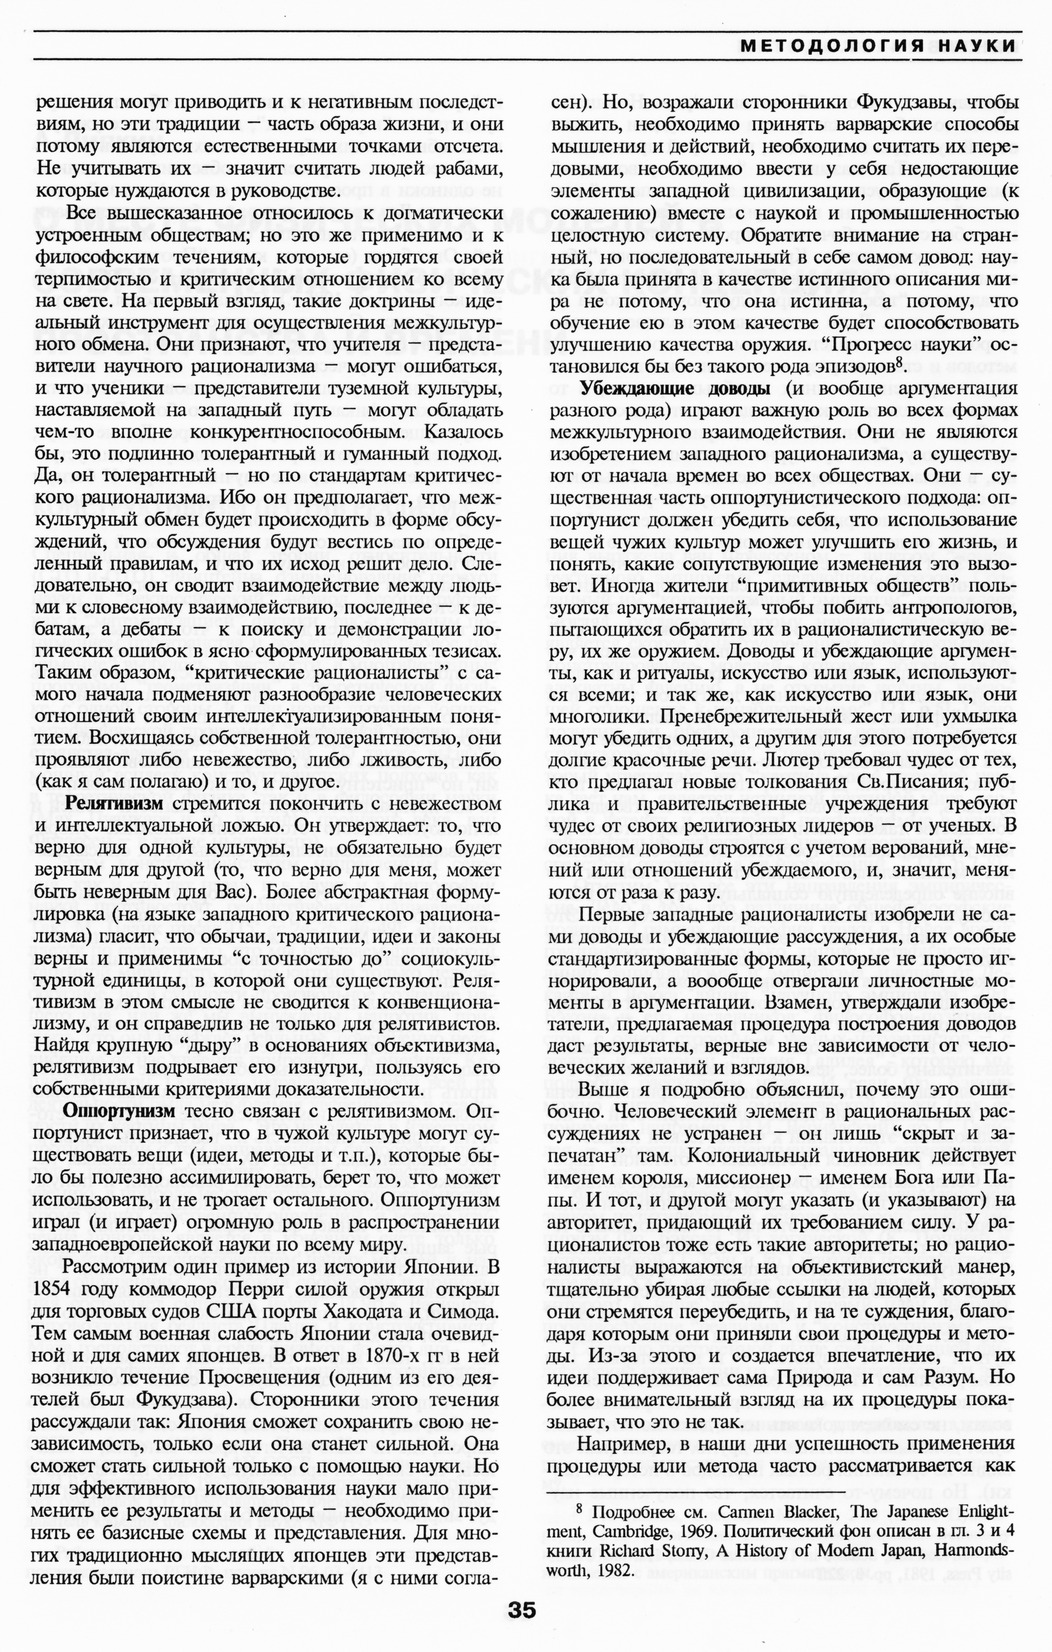 МЕТОДОЛОГИЯ НАУКИ
решения могут приводить и к негативным последст-
виям, но эти традиции — часть образа жизни, и они
потому являются естественными точками отсчета.
Не учитывать их — значит считать людей рабами,
которые нуждаются в руководстве.
Все вышесказанное относилось к догматически
устроенным обществам; но это же применимо и к
философским течениям, которые гордятся своей
терпимостью и критическим отношением ко всему
на свете. На первый взгляд, такие доктрины — иде-
альный инструмент для осуществления межкультур-
ного обмена. Они признают, что учителя — предста-
вители научного рационализма — могут ошибаться,
и что ученики — представители туземной культуры,
наставляемой на западный путь — могут обладать
чем-то вполне конкурентноспособным. Казалось
бы, это подлинно толерантный и гуманный подход.
Да, он толерантный — но по стандартам критичес-
кого рационализма. Ибо он предполагает, что меж-
культурный обмен будет происходить в форме обсу-
ждений, что обсуждения будут вестись по опреде-
ленный правилам, и что их исход решит дело. Сле-
довательно, он сводит взаимодействие между людь-
ми к словесному взаимодействию, последнее — к де-
батам, а дебаты — к поиску и демонстрации ло-
гических ошибок в ясно сформулированных тезисах.
Таким образом, “критические рационалисты” с са-
мого начала подменяют разнообразие человеческих
отношений своим интеллектуализированным поня-
тием. Восхищаясь собственной толерантностью, они
проявляют либо невежество, либо лживость, либо
(как я сам полагаю) и то, и другое.
Релятивизм стремится покончить с невежеством
и интеллектуальной ложью. Он утверждает: то, что
верно для одной культуры, не обязательно будет
верным для другой (то, что верно для меня, может
быть неверным для Вас). Более абстрактная форму-
лировка (на языке западного критического рациона-
лизма) гласит, что обычаи, традиции, идеи и законы
верны и применимы “с точностью до” социокуль-
турной единицы, в которой они существуют. Реля-
тивизм в этом смысле не сводится к конвенциона-
лизму, и он справедлив не только для релятивистов.
Найдя крупную “дыру” в основаниях объективизма,
релятивизм подрывает его изнутри, пользуясь его
собственными критериями доказательности.
Оппортунизм тесно связан с релятивизмом. Оп-
портунист признает, что в чужой культуре могут су-
ществовать вещи (идеи, методы и т.п.), которые бы-
ло бы полезно ассимилировать, берет то, что может
использовать, и не трогает остального. Оппортунизм
играл (и играет) огромную роль в распространении
западноевропейской науки по всему миру.
Рассмотрим один пример из истории Японии. В
1854 году коммодор Перри силой оружия открыл
для торговых судов США порты Хакодата и Симода.
Тем самым военная слабость Японии стала очевид-
ной и для самих японцев. В ответ в 1870-х гг в ней
возникло течение Просвещения (одним из его дея-
телей был Фукудзава). Сторонники этого течения
рассуждали так: Япония сможет сохранить свою не-
зависимость, только если она станет сильной. Она
сможет стать сильной только с помощью науки. Но
для эффективного использования науки мало при-
менить ее результаты и методы — необходимо при-
нять ее базисные схемы и представления. Для мно-
гих традиционно мыслящих японцев эти представ-
ления были поистине варварскими (я с ними согла-
сен). Но, возражали сторонники Фукудзавы, чтобы
выжить, необходимо принять варварские способы
мышления и действий, необходимо считать их пере-
довыми, необходимо ввести у себя недостающие
элементы западной цивилизации, образующие (к
сожалению) вместе с наукой и промышленностью
целостную систему. Обратите внимание на стран-
ный, но последовательный в себе самом довод: нау-
ка была принята в качестве истинного описания ми-
ра не потому, что она истинна, а потому, что
обучение ею в этом качестве будет способствовать
улучшению качества оружия. “Прогресс науки” ос-
тановился бы без такого рода эпизодов⁸.
Убеждающие доводы (и вообще аргументация
разного рода) играют важную роль во всех формах
межкультурного взаимодействия. Они не являются
изобретением западного рационализма, а существу-
ют от начала времен во всех обществах. Они — су-
щественная часть оппортунистического подхода: оп-
портунист должен убедить себя, что использование
вещей чужих культур может улучшить его жизнь, и
понять, какие сопутствующие изменения это вызо-
вет. Иногда жители “примитивных обществ” поль-
зуются аргументацией, чтобы побить антропологов,
пытающихся обратить их в рационалистическую ве-
ру, их же оружием. Доводы и убеждающие аргумен-
ты, как и ритуалы, искусство или язык, используют-
ся всеми; и так же, как искусство или язык, они
многолики. Пренебрежительный жест или ухмылка
могут убедить одних, а другим для этого потребуется
долгие красочные речи. Лютер требовал чудес от тех,
кто предлагал новые толкования Св.Писания; пуб-
лика и правительственные учреждения требуют
чудес от своих религиозных лидеров — от ученых. В
основном доводы строятся с учетом верований, мне-
ний или отношений убеждаемого, и, значит, меня-
ются от раза к разу.
Первые западные рационалисты изобрели не са-
ми доводы и убеждающие рассуждения, а их особые
стандартизированные формы, которые не просто иг-
норировали, а воообще отвергали личностные мо-
менты в аргументации. Взамен, утверждали изобре-
татели, предлагаемая процедура построения доводов
даст результаты, верные вне зависимости от чело-
веческих желаний и взглядов.
Выше я подробно объяснил, почему это оши-
бочно. Человеческий элемент в рациональных рас-
суждениях не устранен — он лишь “скрыт и за-
печатан” там. Колониальный чиновник действует
именем короля, миссионер — именем Бога или Па-
пы. И тот, и другой могут указать (и указывают) на
авторитет, придающий их требованием силу. У ра-
ционалистов тоже есть такие авторитеты; но рацио-
налисты выражаются на объективистский манер,
тщательно убирая любые ссылки на людей, которых
они стремятся переубедить, и на те суждения, благо-
даря которым они приняли свои процедуры и мето-
ды. Из-за этого и создается впечатление, что их
идеи поддерживает сама Природа и сам Разум. Но
более внимательный взгляд на их процедуры пока-
зывает, что это не так.
Например, в наши дни успешность применения
процедуры или метода часто рассматривается как
⁸ Подробнее см. Carmen Blacker, The Japanese Enlight-
ment, Cambridge, 1969. Политический фон описан в гл. 3 и 4
книги Richard Storry, A History of Modern Japan, Harmonds-
worth, 1982.
35